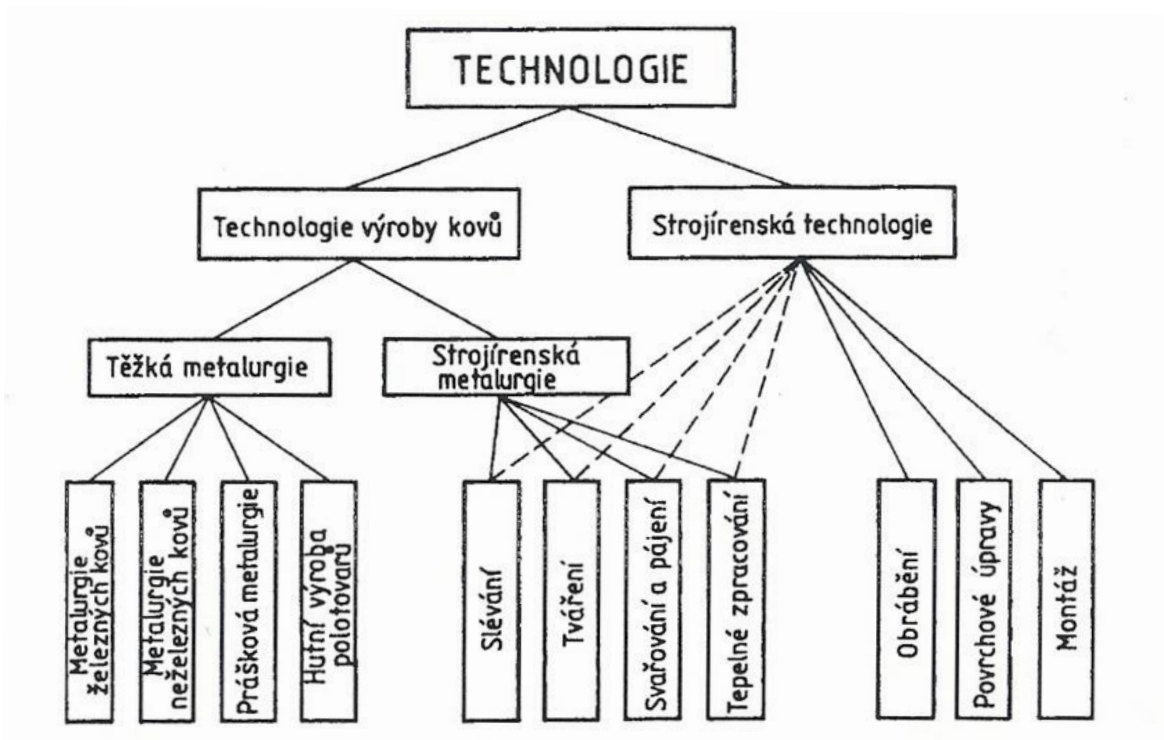 TECHNOLOGIE
Technologie výroby kovů
Strojírenská technologie
Těžká metalurgie
Strojírenská
metalurgie
Metalurgie
železných kovů
Metalurgie
neželezných kovů
Prášková metalurgie
Hutní výroba
polotovarů
Slévání
Tváření
Svařování a pájení
Tepelné zpracování
Obrábění
Povrchové úpravy
Montáž